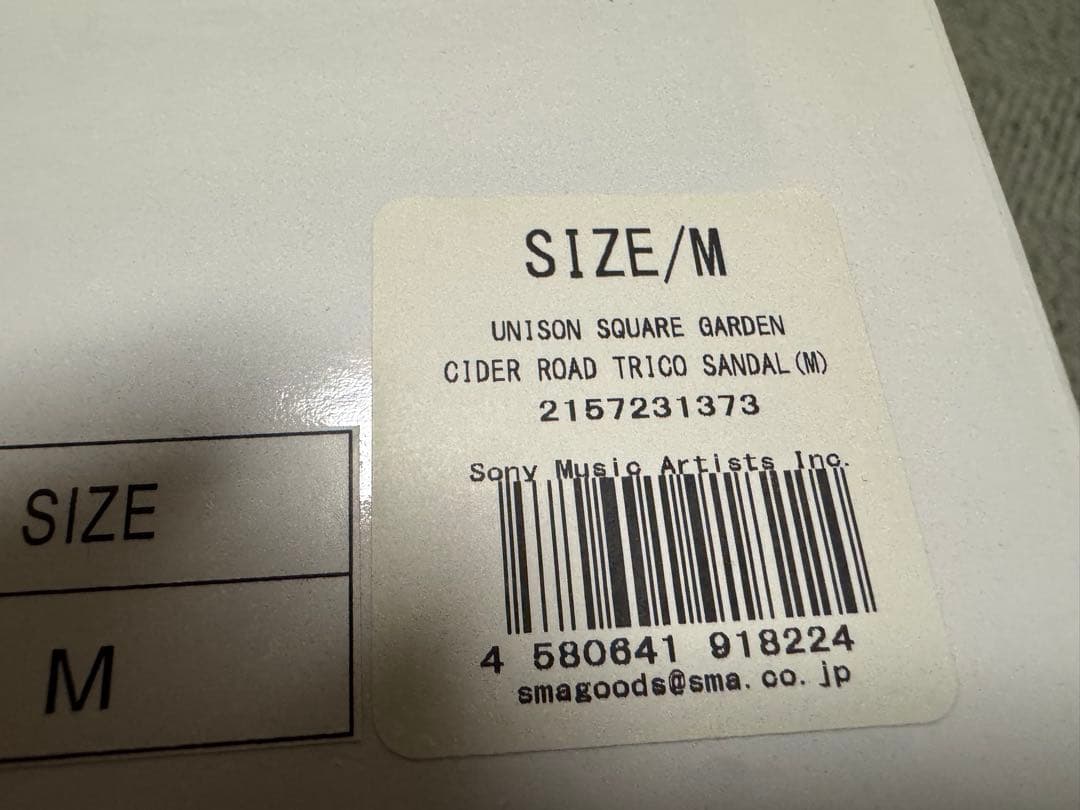 SIZE/M
UNISON SQUARE GARDEN
CIDER ROAD TRICO SANDAL(M)
2157231373
Sony Music Artists Inc.
4 580641 918224
smagoods@sma.co.jp
SIZE
M